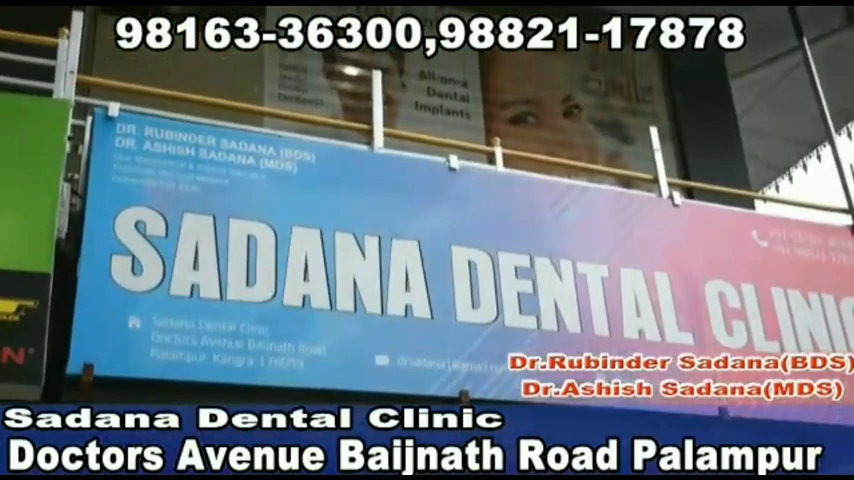 98163-36300,98821-17878
All-on-4
Dental
Implants
DR. RUBINDER SADANA (BDS)
DR. ASHISH SADANA (MDS)
SADANA DENTAL CLINIC
Sadana Dental Clinic
Doctors Avenue Baijnath Road
Palampur, Kangra
Dr.Rubinder Sadana(BDS)
Dr.Ashish Sadana(MDS)
Sadana Dental Clinic
Doctors Avenue Baijnath Road Palampur